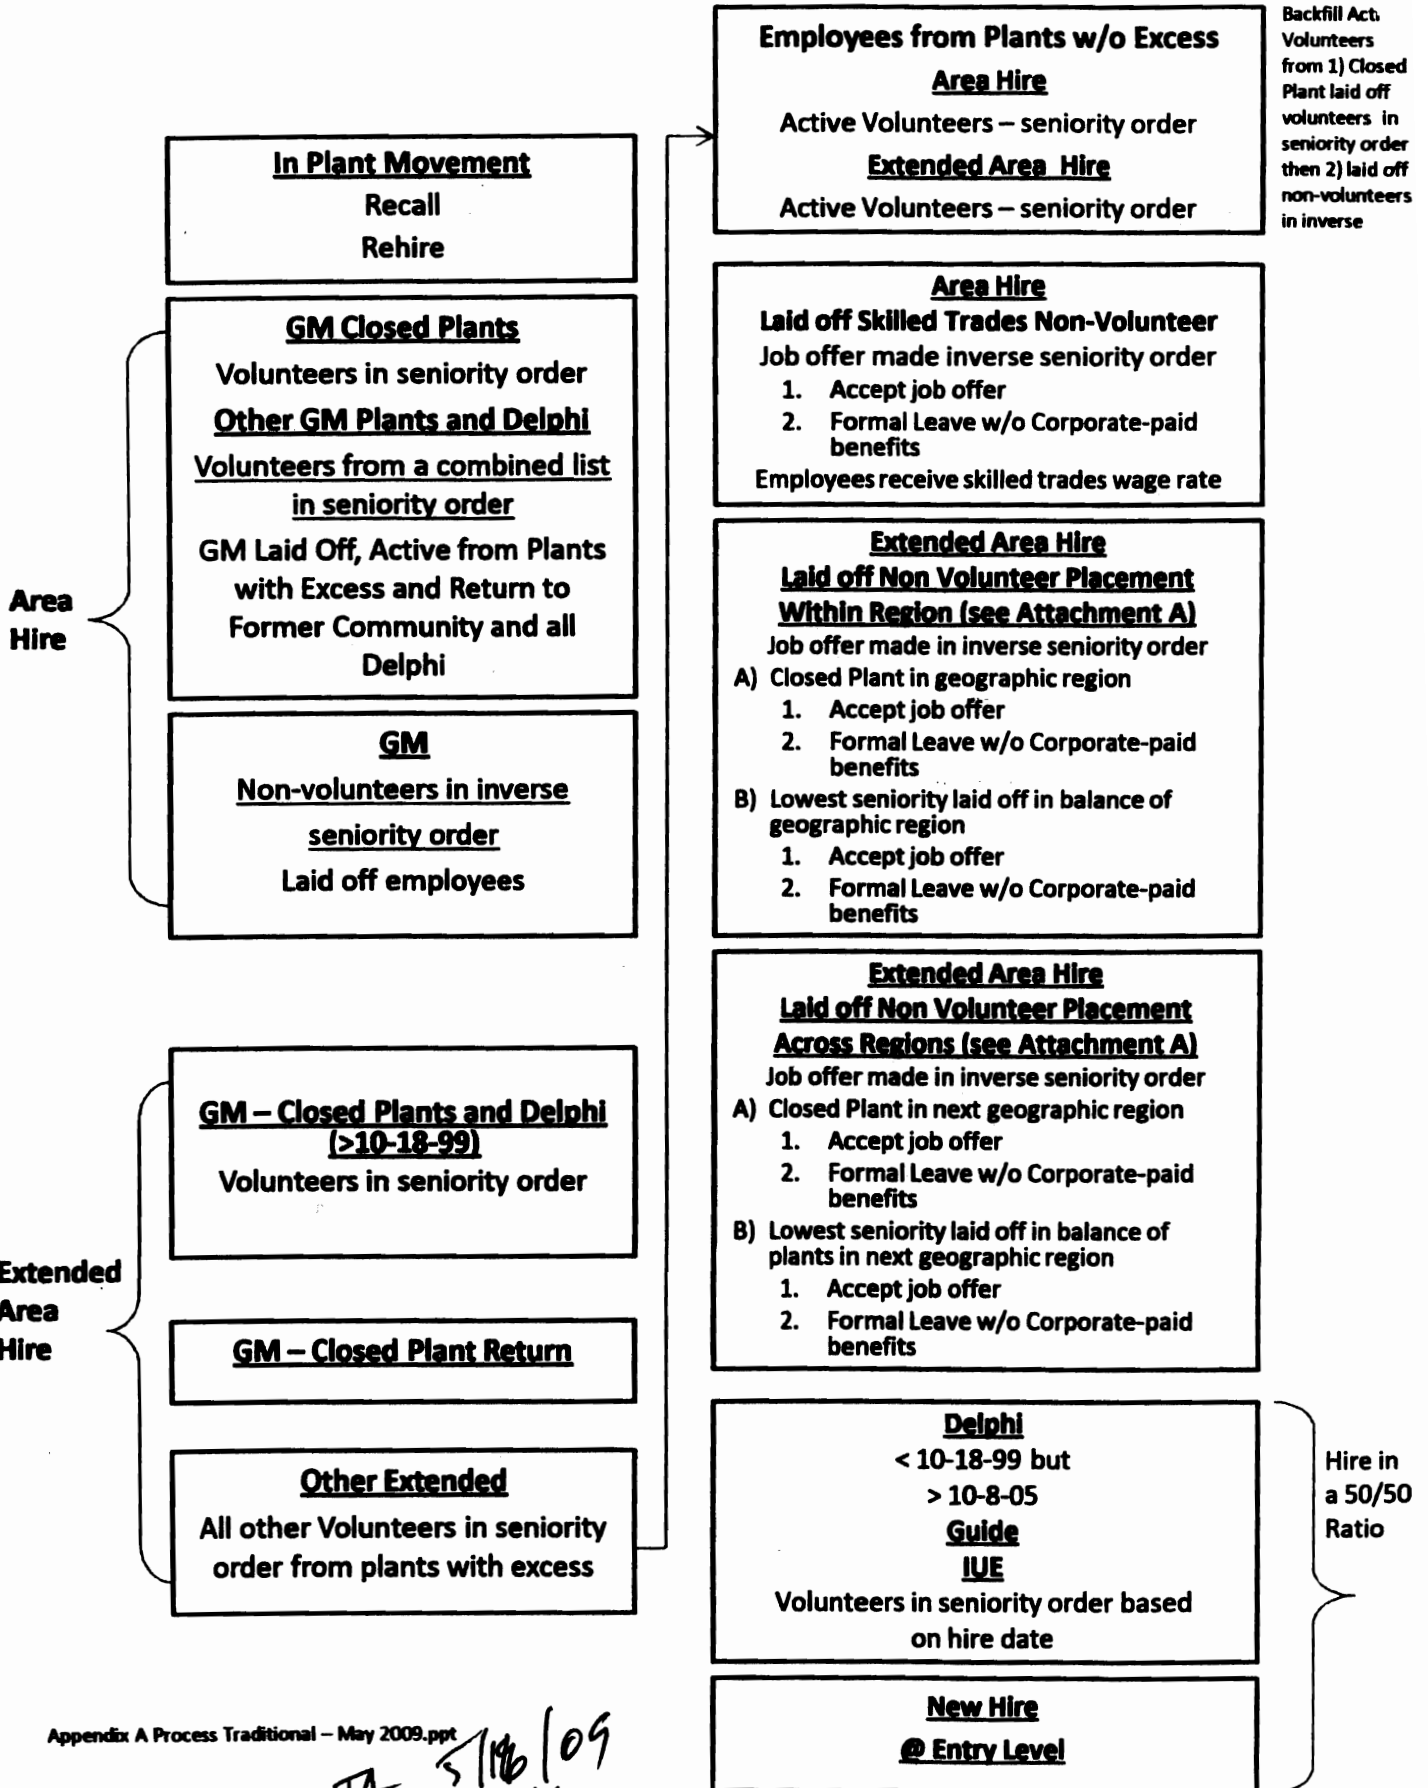 In Plant Movement
Recall
Rehire
Area
Hire
GM Closed Plants
Volunteers in seniority order
Other GM Plants and Delphi
Volunteers from a combined list
in seniority order
GM Laid Off, Active from Plants
with Excess and Return to
Former Community and all
Delphi
GM
Non-volunteers in inverse
seniority order
Laid off employees
Extended
Area
Hire
GM – Closed Plants and Delphi
(>10-18-99)
Volunteers in seniority order
GM – Closed Plant Return
Other Extended
All other Volunteers in seniority
order from plants with excess
Employees from Plants w/o Excess
Area Hire
Active Volunteers – seniority order
Extended Area Hire
Active Volunteers – seniority order
Backfill Act.
Volunteers
from 1) Closed
Plant laid off
volunteers in
seniority order
then 2) laid off
non-volunteers
in inverse
Area Hire
Laid off Skilled Trades Non-Volunteer
Job offer made inverse seniority order
1. Accept job offer
2. Formal Leave w/o Corporate-paid
benefits
Employees receive skilled trades wage rate
Extended Area Hire
Laid off Non Volunteer Placement
Within Region (see Attachment A)
Job offer made in inverse seniority order
A) Closed Plant in geographic region
1. Accept job offer
2. Formal Leave w/o Corporate-paid
benefits
B) Lowest seniority laid off in balance of
geographic region
1. Accept job offer
2. Formal Leave w/o Corporate-paid
benefits
Extended Area Hire
Laid off Non Volunteer Placement
Across Regions (see Attachment A)
Job offer made in inverse seniority order
A) Closed Plant in next geographic region
1. Accept job offer
2. Formal Leave w/o Corporate-paid
benefits
B) Lowest seniority laid off in balance of
plants in next geographic region
1. Accept job offer
2. Formal Leave w/o Corporate-paid
benefits
Delphi
< 10-18-99 but
> 10-8-05
Guide
IUE
Volunteers in seniority order based
on hire date
Hire in
a 50/50
Ratio
New Hire
@ Entry Level
Appendix A Process Traditional – May 2009.ppt